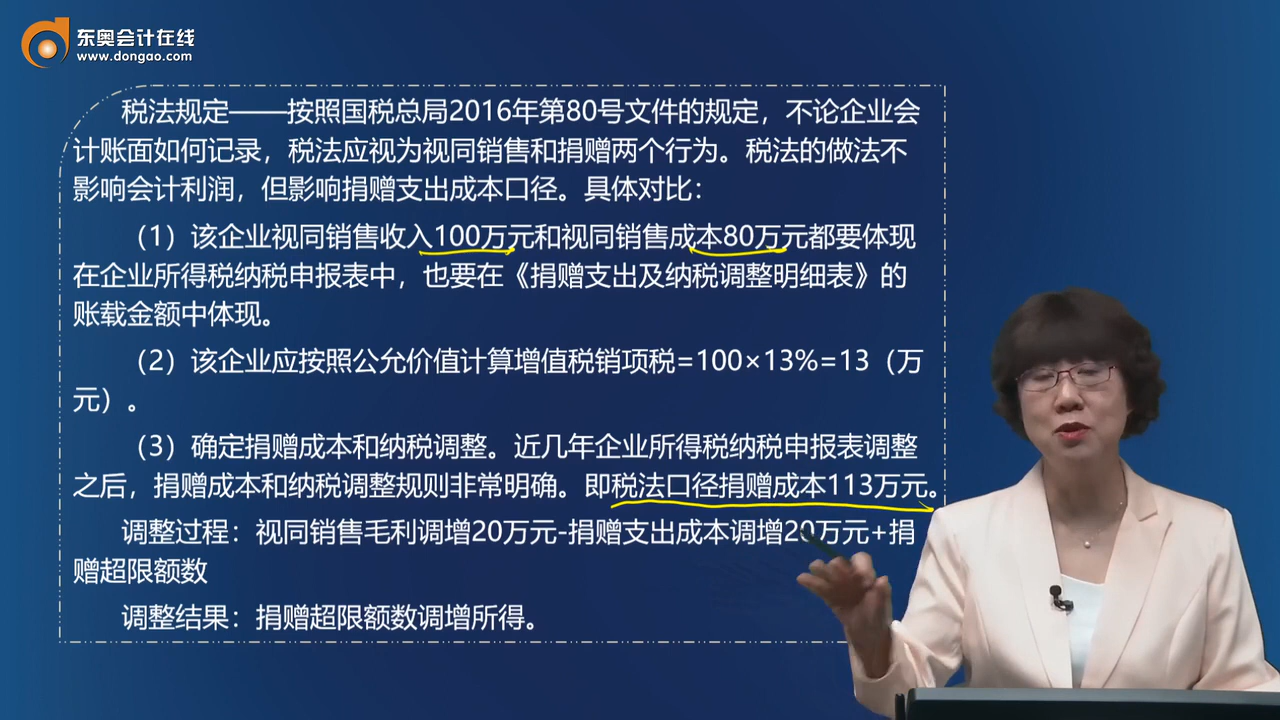 东奥会计在线
www.dongao.com
税法规定——按照国税总局2016年第80号文件的规定，不论企业会
计账面如何记录，税法应视为视同销售和捐赠两个行为。税法的做法不
影响会计利润，但影响捐赠支出成本口径。具体对比：
（1）该企业视同销售收入100万元和视同销售成本80万元都要体现
在企业所得税纳税申报表中，也要在《捐赠支出及纳税调整明细表》的
账载金额中体现。
（2）该企业应按照公允价值计算增值税销项税=100×13%=13（万
元）。
（3）确定捐赠成本和纳税调整。近几年企业所得税纳税申报表调整
之后，捐赠成本和纳税调整规则非常明确。即税法口径捐赠成本113万元。
调整过程：视同销售毛利调增20万元-捐赠支出成本调增20万元+捐
赠超限额数
调整结果：捐赠超限额数调增所得。